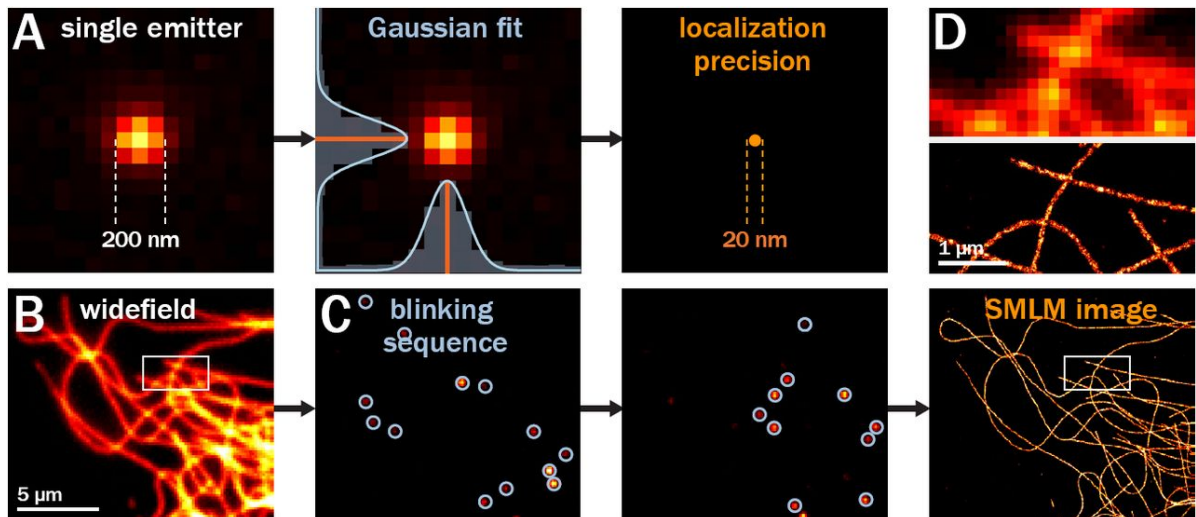 A
single emitter
200 nm
Gaussian fit
localization
precision
20 nm
D
1 µm
B
widefield
5 µm
C
blinking
sequence
SMLM image